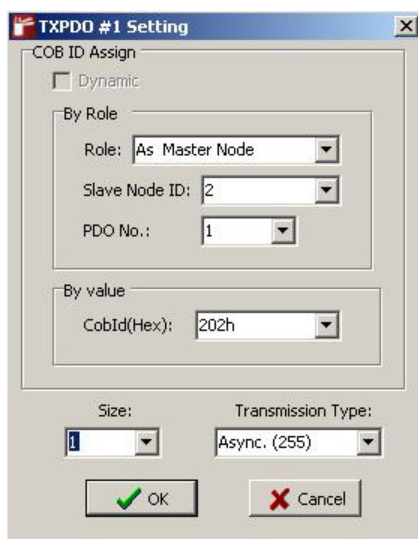 TXPDO #1 Setting
COB ID Assign
Dynamic
By Role
Role: As Master Node
Slave Node ID: 2
PDO No.: 1
By value
CobId(Hex): 202h
Size: Transmission Type:
1 Async. (255)
OK Cancel